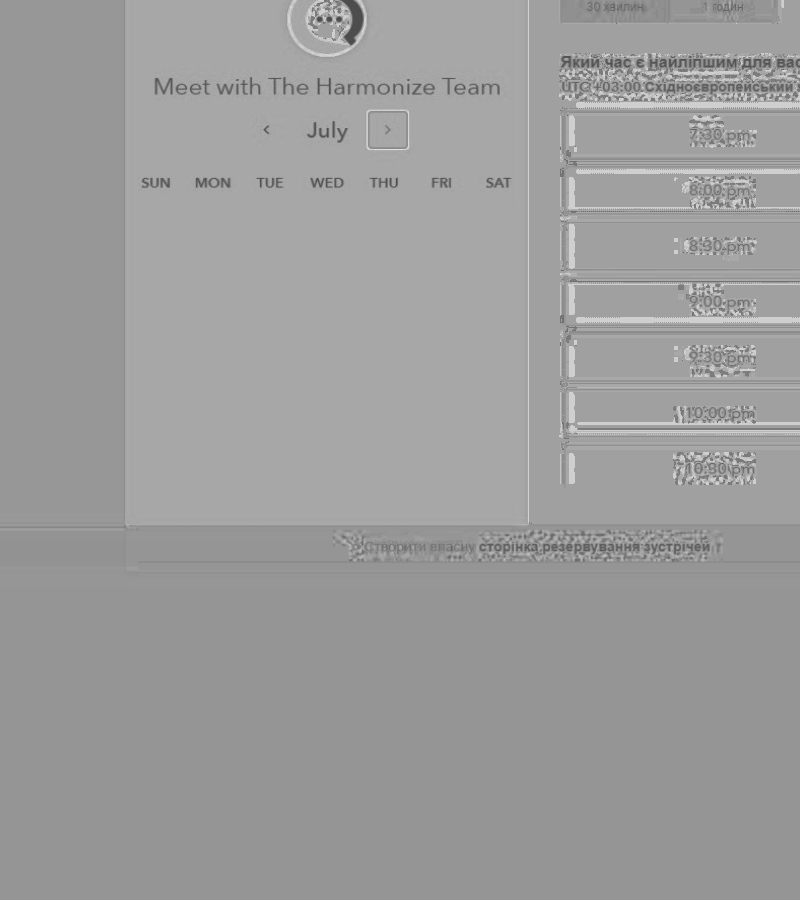 30 хвилин
1 годин
Meet with The Harmonize Team
July
SUN MON TUE WED THU FRI SAT
Який час є найліпшим для вас
UTC +03:00 Східноєвропейський
7:30 pm
8:00 pm
8:30 pm
9:00 pm
9:30 pm
10:00 pm
10:30 pm
Створити власну сторінка резервування зустрічей